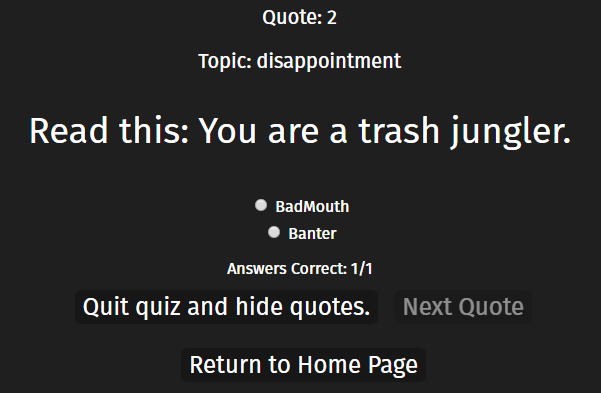 Quote: 2
Topic: disappointment
Read this: You are a trash jungler.
BadMouth
Banter
Answers Correct: 1/1
Quit quiz and hide quotes. Next Quote
Return to Home Page